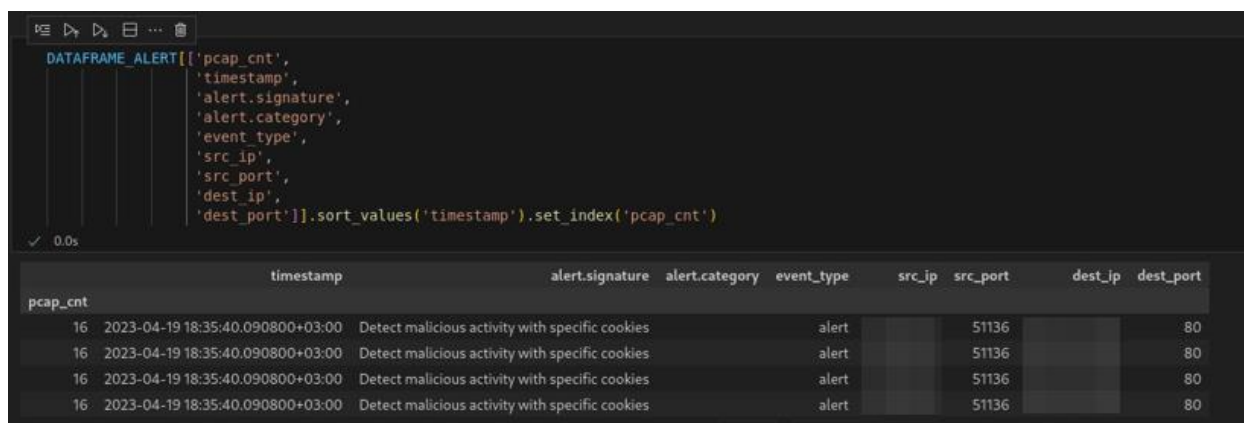 DATAFRAME_ALERT[['pcap_cnt',
'timestamp',
'alert.signature',
'alert.category',
'event_type',
'src_ip',
'src_port',
'dest_ip',
'dest_port']].sort_values('timestamp').set_index('pcap_cnt')
✓ 0.0s
timestamp alert.signature alert.category event_type src_ip src_port dest_ip dest_port
pcap_cnt
16 2023-04-19 18:35:40.090800+03:00 Detect malicious activity with specific cookies alert 51136 80
16 2023-04-19 18:35:40.090800+03:00 Detect malicious activity with specific cookies alert 51136 80
16 2023-04-19 18:35:40.090800+03:00 Detect malicious activity with specific cookies alert 51136 80
16 2023-04-19 18:35:40.090800+03:00 Detect malicious activity with specific cookies alert 51136 80